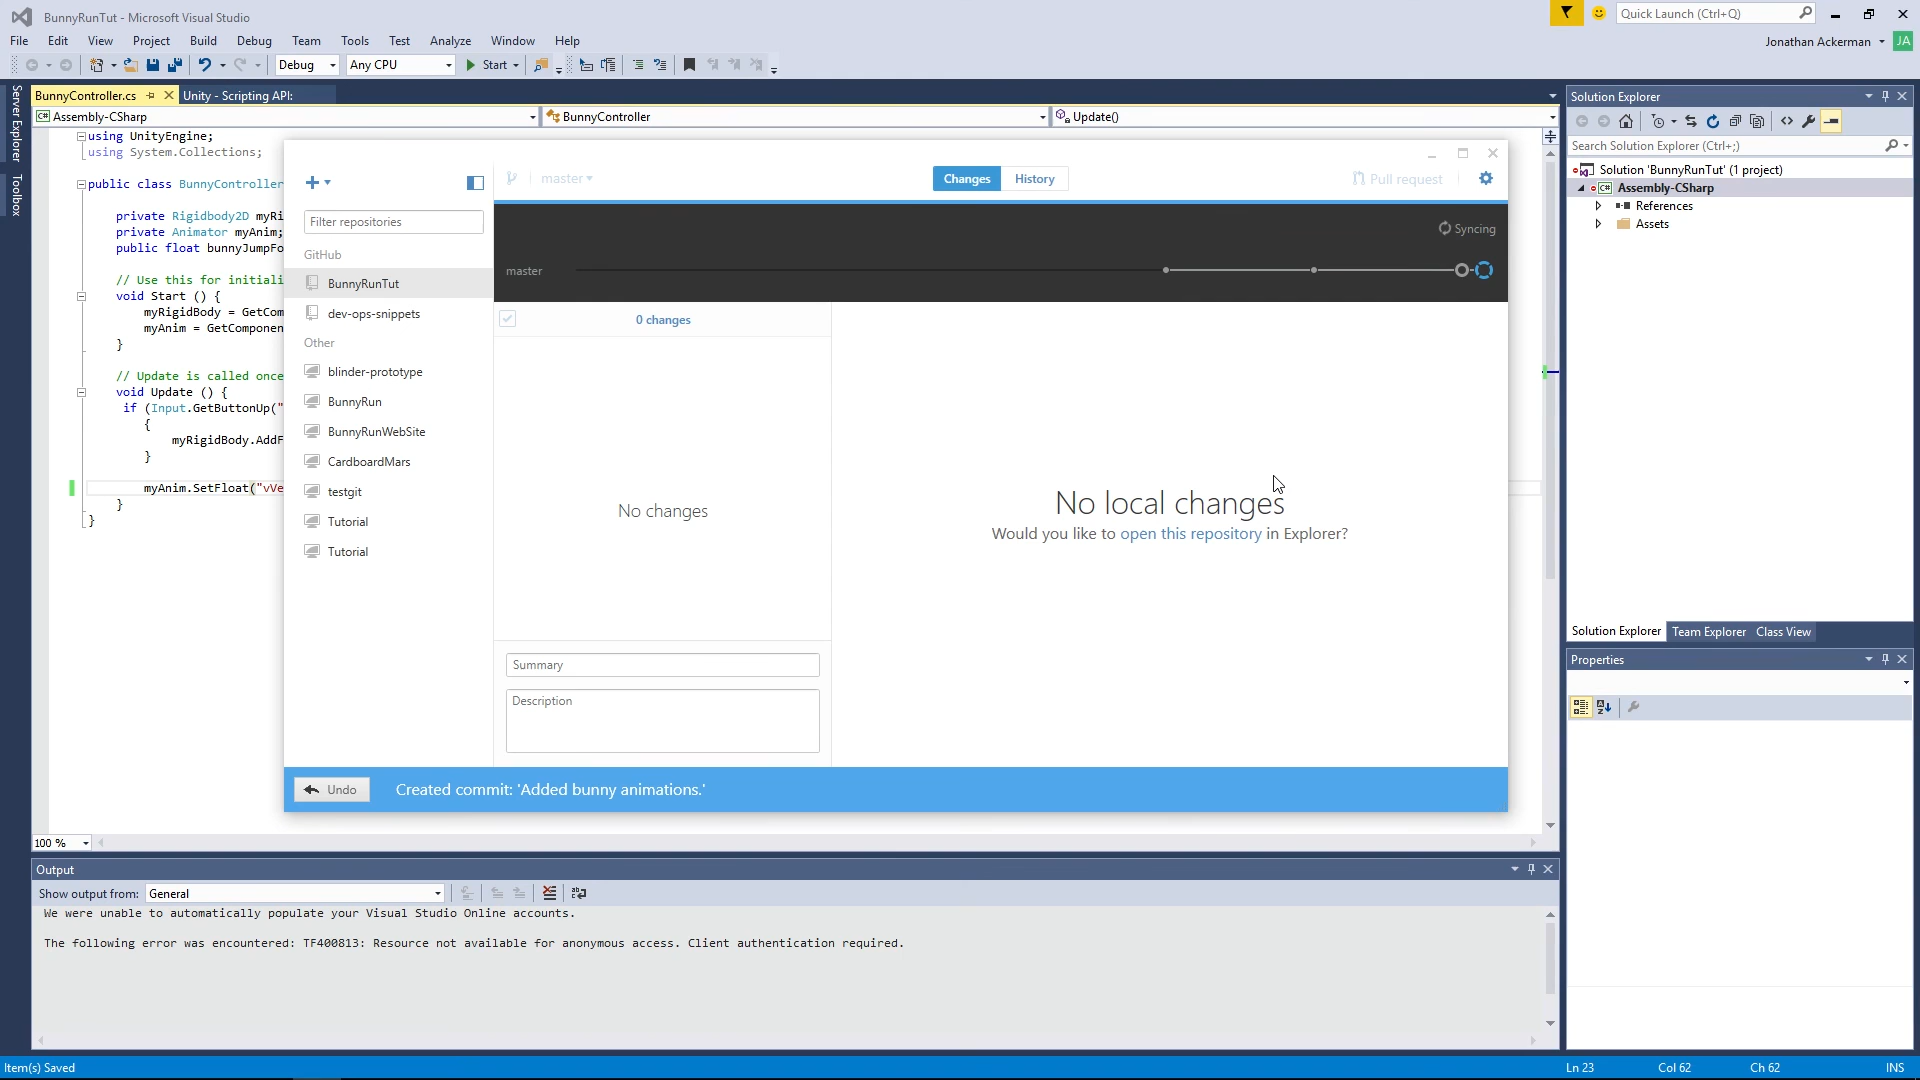 BunnyRunTut - Microsoft Visual Studio
Quick Launch (Ctrl+Q)
File Edit View Project Build Debug Team Tools Test Analyze Window Help
Jonathan Ackerman JA
Debug Any CPU Start
Server Explorer
Toolbox
BunnyController.cs Unity - Scripting API:
Assembly-CSharp BunnyController Update()
using UnityEngine;
using System.Collections;
public class BunnyController
private Rigidbody2D myRi
private Animator myAnim;
public float bunnyJumpFo
// Use this for initiali
void Start () {
myRigidBody = GetCom
myAnim = GetComponen
}
// Update is called once
void Update () {
if (Input.GetButtonUp("
{
myRigidBody.AddF
}
myAnim.SetFloat("vVe
}
}
master Changes History Pull request
Filter repositories
GitHub
BunnyRunTut
dev-ops-snippets
Other
blinder-prototype
BunnyRun
BunnyRunWebSite
CardboardMars
testgit
Tutorial
Tutorial
Syncing
master
0 changes
No changes
No local changes
Would you like to open this repository in Explorer?
Summary
Description
Undo Created commit: 'Added bunny animations.'
Solution Explorer
Search Solution Explorer (Ctrl+;)
Solution 'BunnyRunTut' (1 project)
Assembly-CSharp
References
Assets
Solution Explorer Team Explorer Class View
Properties
100 %
Output
Show output from: General
We were unable to automatically populate your Visual Studio Online accounts.
The following error was encountered: TF400813: Resource not available for anonymous access. Client authentication required.
Item(s) Saved Ln 23 Col 62 Ch 62 INS